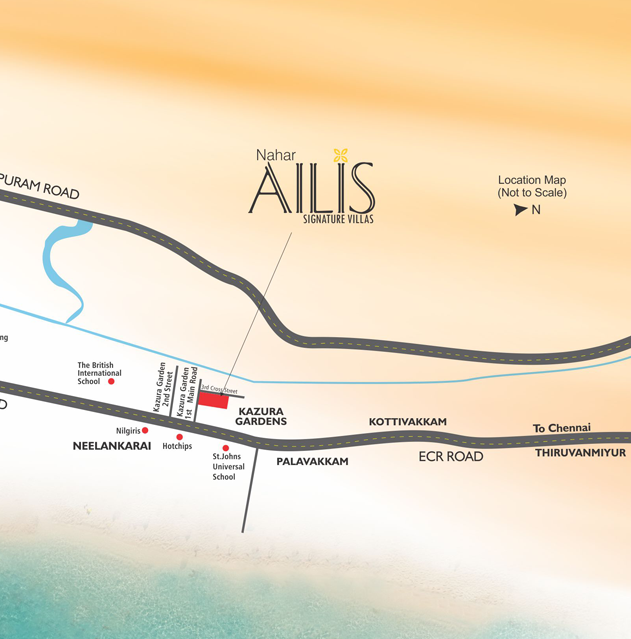 PURAM ROAD
Nahar
AILIS
SIGNATURE VILLAS
Location Map
(Not to Scale)
N
ng
The British
International
School
Kazura Garden
2nd Street
Kazura Garden
1st Main Road
3rd Cross Street
KAZURA
GARDENS
D
Nilgiris
NEELANKARAI
Hotchips
St.Johns
Universal
School
PALAVAKKAM
KOTTIVAKKAM
ECR ROAD
To Chennai
THIRUVANMIYUR